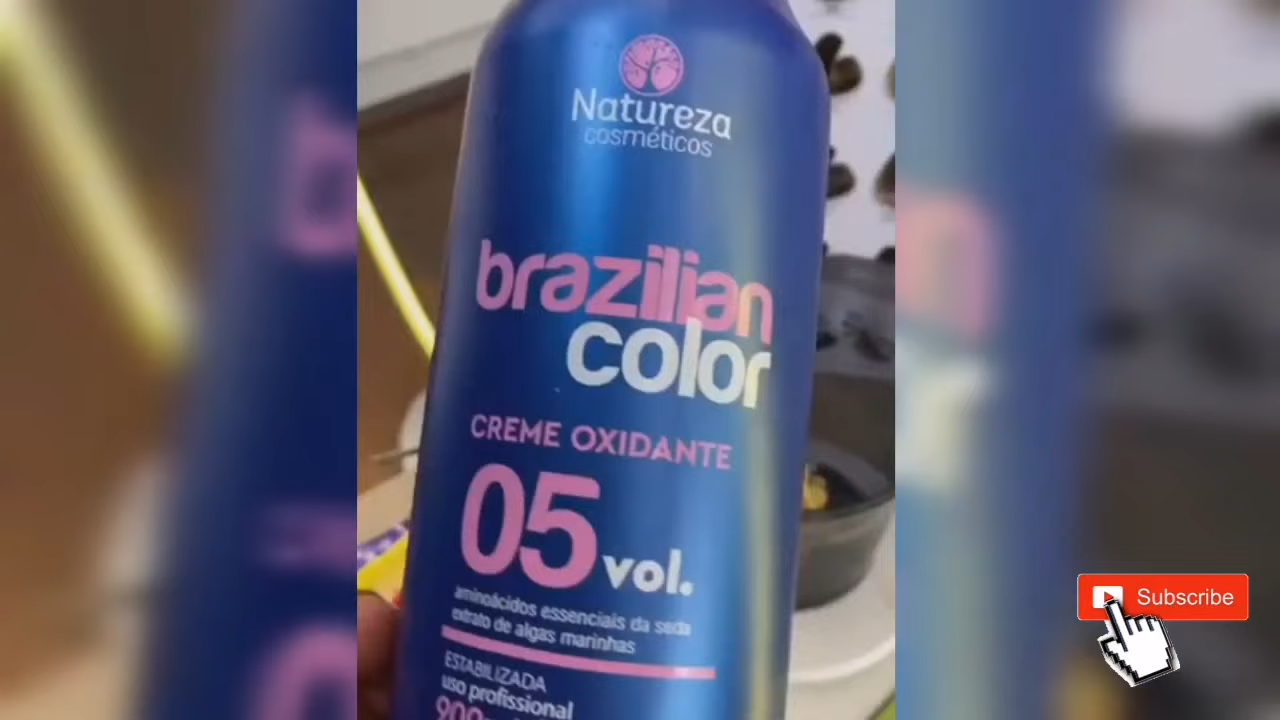 Natureza
cosméticos
brazilian
color
CREME OXIDANTE
05 vol.
aminoácidos essenciais da seda
extrato de algas marinhas
ESTABILIZADA
uso profissional
Subscribe